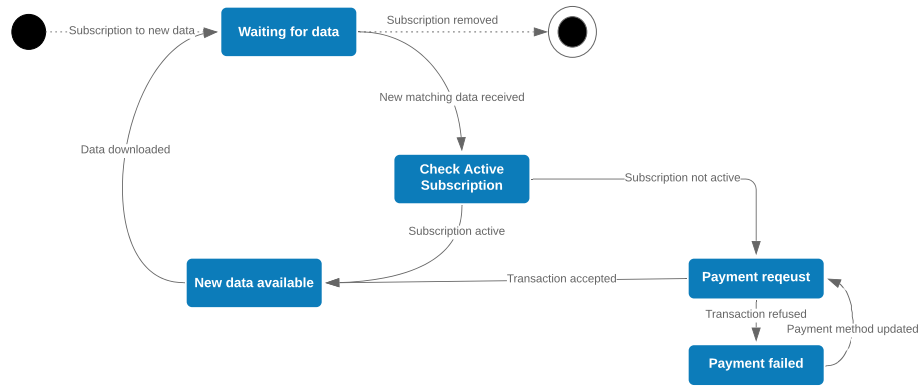 Subscription to new data
Waiting for data
Subscription removed
New matching data received
Data downloaded
Check Active
Subscription
Subscription not active
Subscription active
New data available
Transaction accepted
Payment reqeust
Transaction refused
Payment method updated
Payment failed